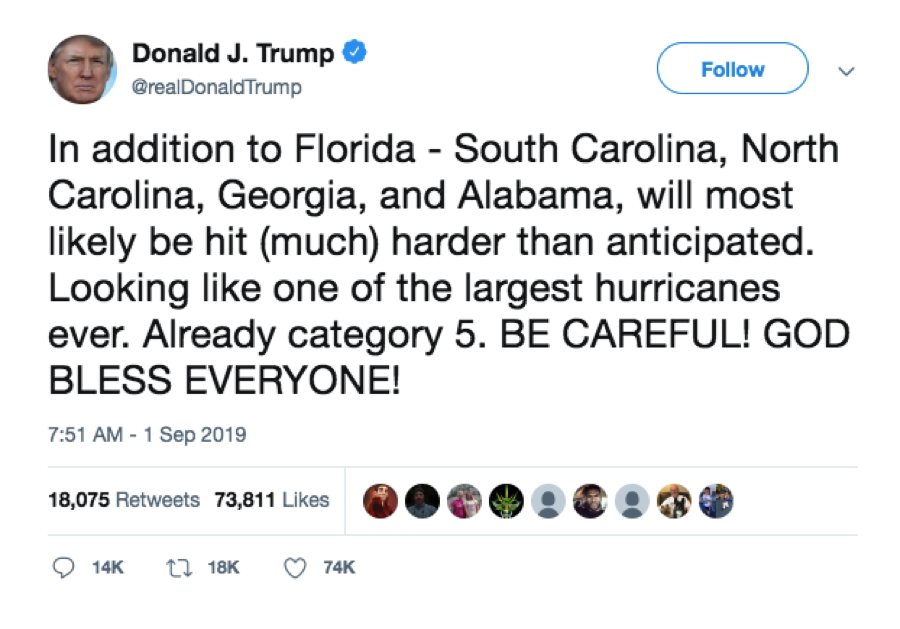 Donald J. Trump
@realDonaldTrump
Follow
In addition to Florida - South Carolina, North
Carolina, Georgia, and Alabama, will most
likely be hit (much) harder than anticipated.
Looking like one of the largest hurricanes
ever. Already category 5. BE CAREFUL! GOD
BLESS EVERYONE!
7:51 AM - 1 Sep 2019
18,075 Retweets 73,811 Likes
14K 18K 74K